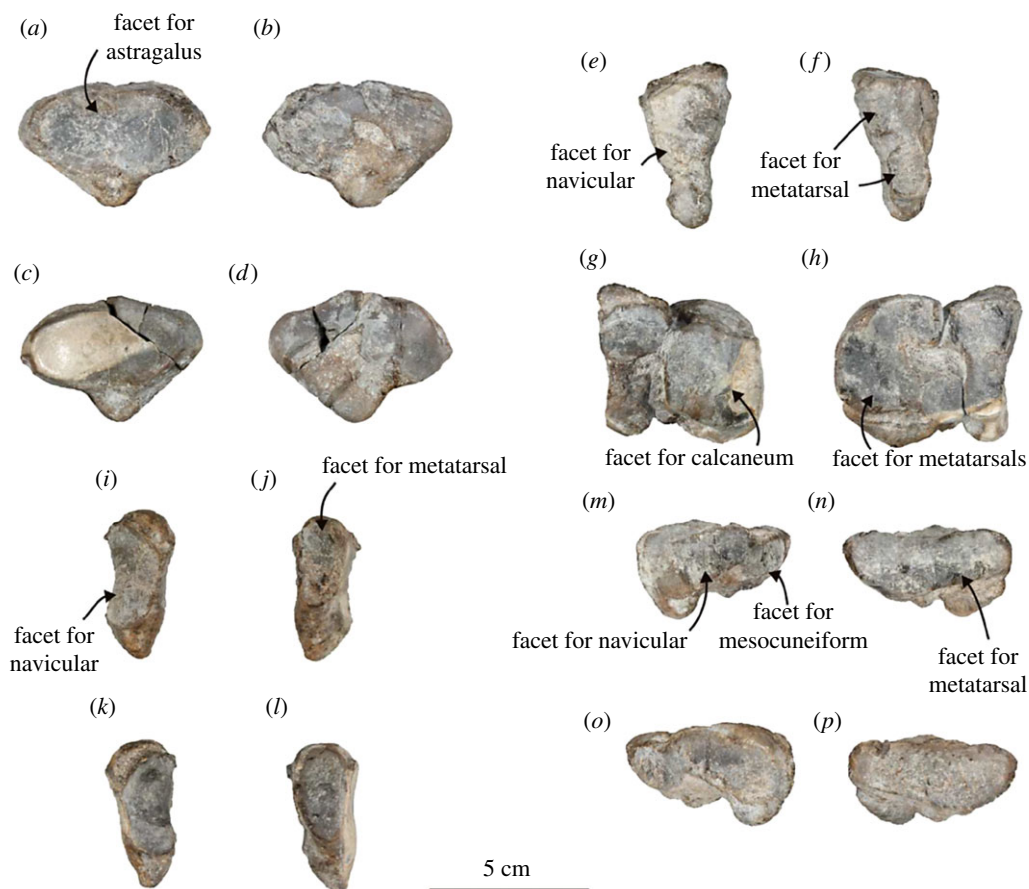 (a)
facet for
astragalus
(b)
(e)
(f)
facet for
navicular
facet for
metatarsal
(c)
(d)
(g)
(h)
facet for calcaneum
facet for metatarsals
(i)
(j)
facet for metatarsal
facet for
navicular
(m)
(n)
facet for navicular
facet for
mesocuneiform
facet for
metatarsal
(k)
(l)
(o)
(p)
5 cm